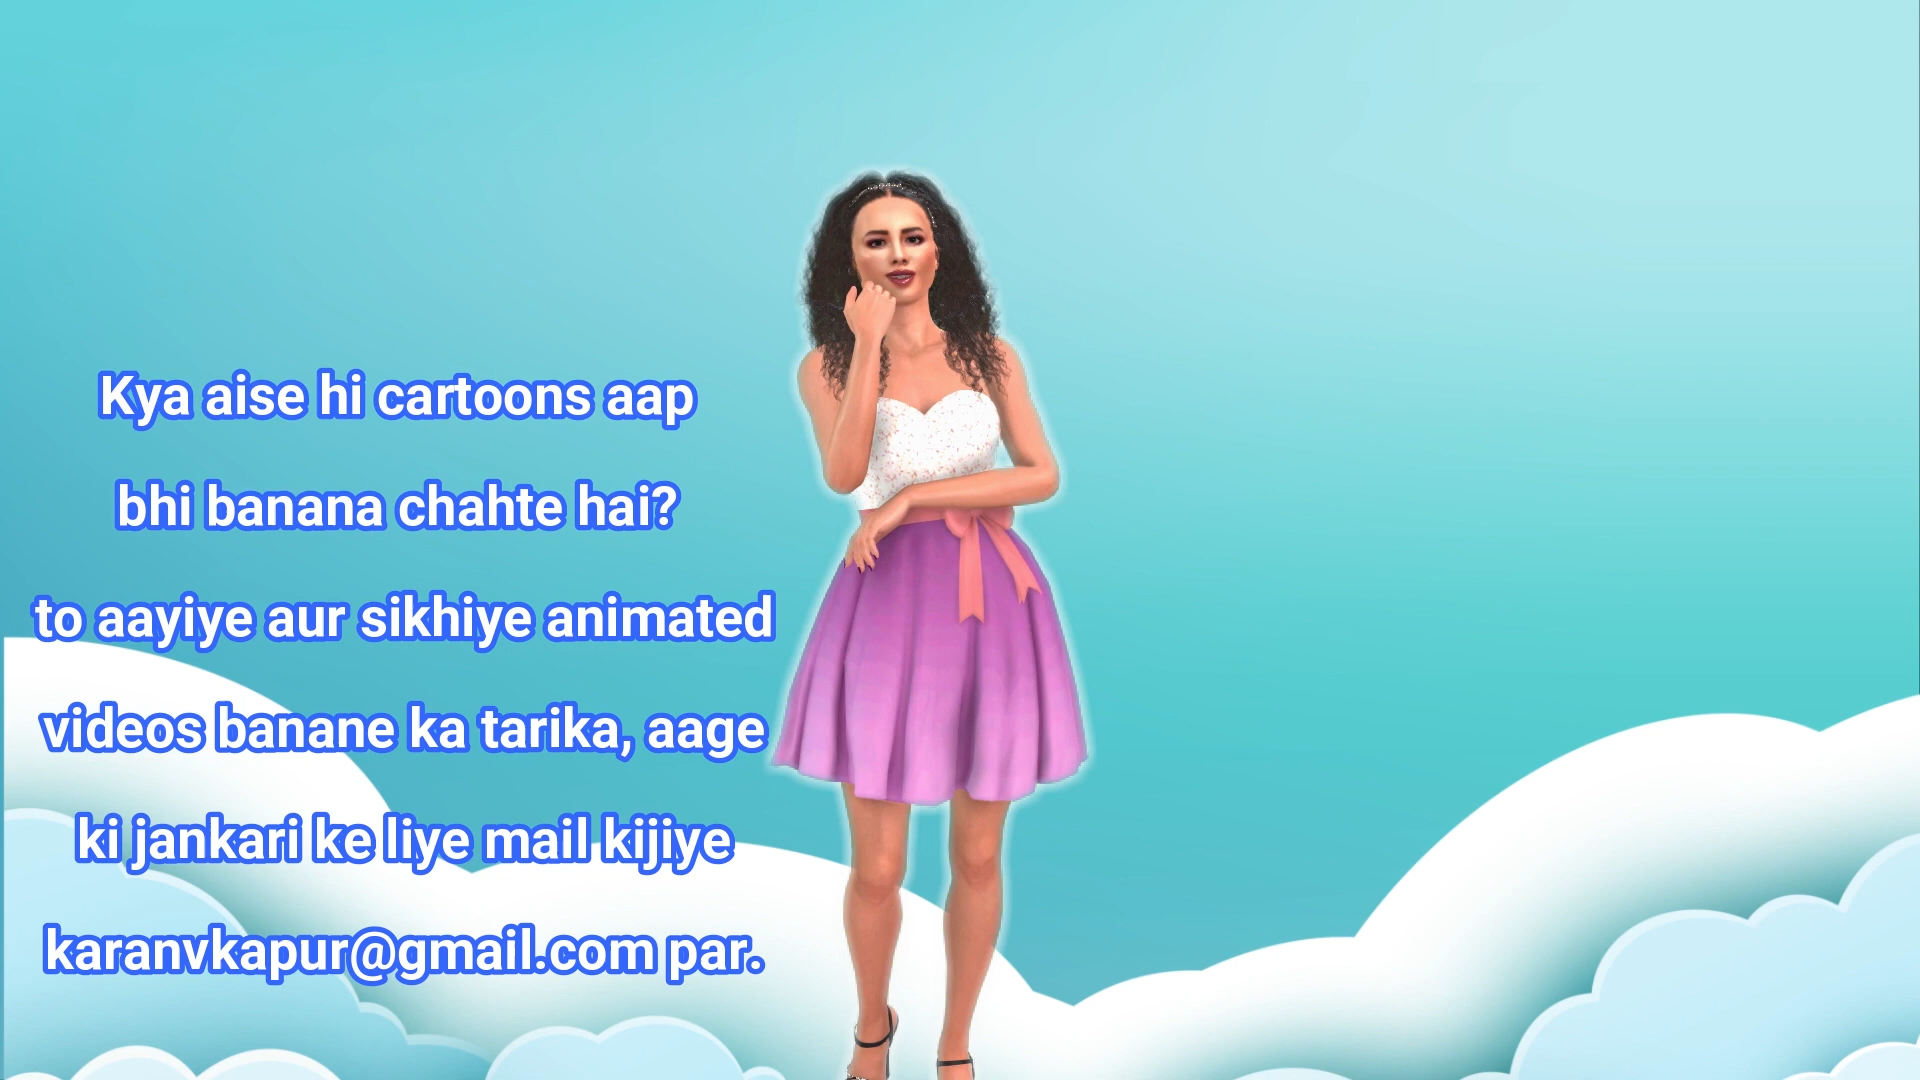 Kya aise hi cartoons aap
bhi banana chahte hai?
to aayiye aur sikhiye animated
videos banane ka tarika, aage
ki jankari ke liye mail kijiye
karanvkapur@gmail.com par.